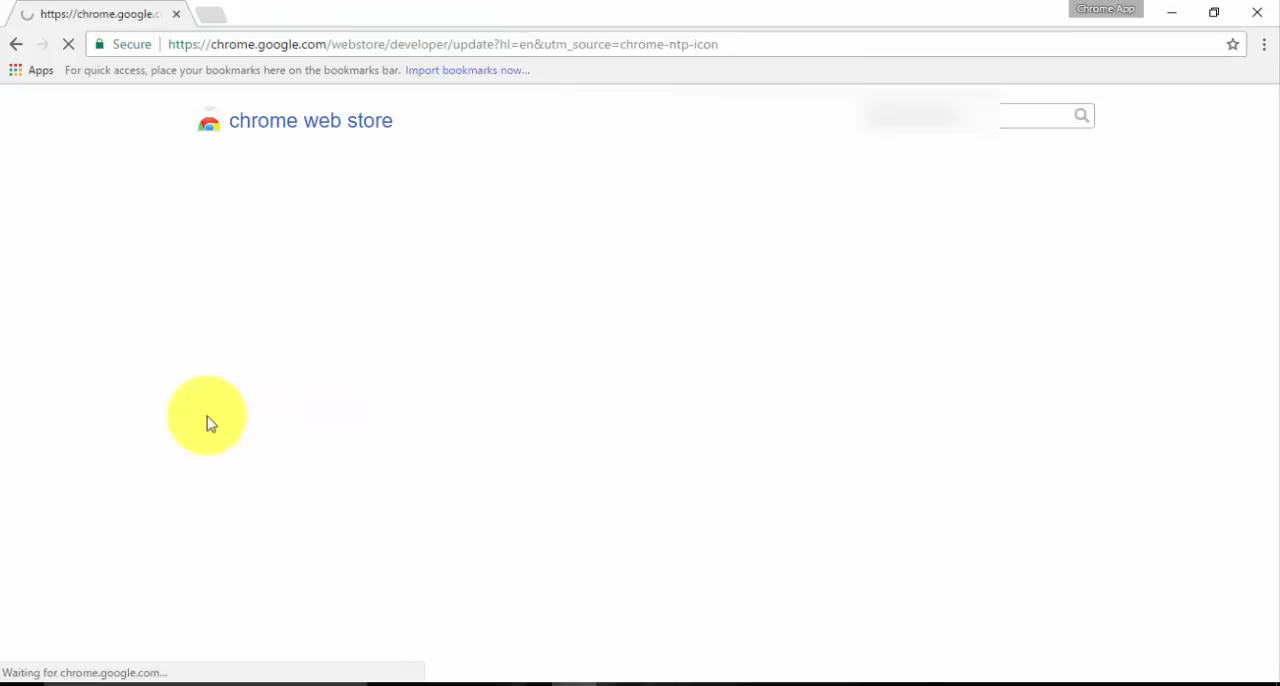 https://chrome.google.c
Chrome App
Secure
https://chrome.google.com/webstore/developer/update?hl=en&utm_source=chrome-ntp-icon
Apps
For quick access, place your bookmarks here on the bookmarks bar. Import bookmarks now...
chrome web store
Waiting for chrome.google.com...